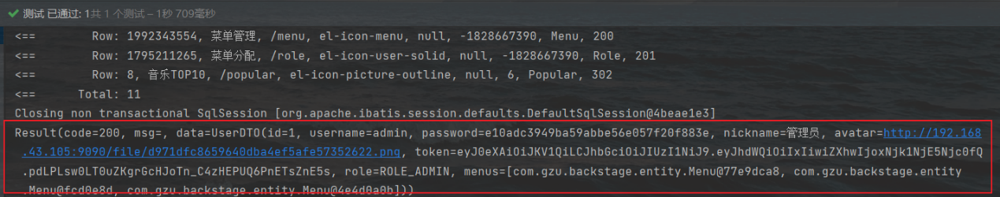 测试 已通过: 1共 1 个测试 – 1秒 709毫秒
<==        Row: 1992343554, 菜单管理, /menu, el-icon-menu, null, -1828667390, Menu, 200
<==        Row: 1795211265, 菜单分配, /role, el-icon-user-solid, null, -1828667390, Role, 201
<==        Row: 8, 音乐TOP10, /popular, el-icon-picture-outline, null, 6, Popular, 302
<==      Total: 11
Closing non transactional SqlSession [org.apache.ibatis.session.defaults.DefaultSqlSession@4beae1e3]
Result(code=200, msg=, data=UserDTO(id=1, username=admin, password=e10adc3949ba59abbe56e057f20f883e, nickname=管理员, avatar=http://192.168
.43.105:9090/file/d971dfc8659640dba4ef5afe57352622.png, token=eyJ0eXAiOiJKV1QiLCJhbGciOiJIUzI1NiJ9.eyJhdWQiOiIxIiwiZXhwIjoxNjk1NjE5Njc0fQ
.pdLPLsw0LT0uZKgrGcHJoTn_C4zHEPUQ6PnETsZnE5s, role=ROLE_ADMIN, menus=[com.gzu.backstage.entity.Menu@77e9dca8, com.gzu.backstage.entity
.Menu@fcd0e8d, com.gzu.backstage.entity.Menu@4e4d0a0b]))